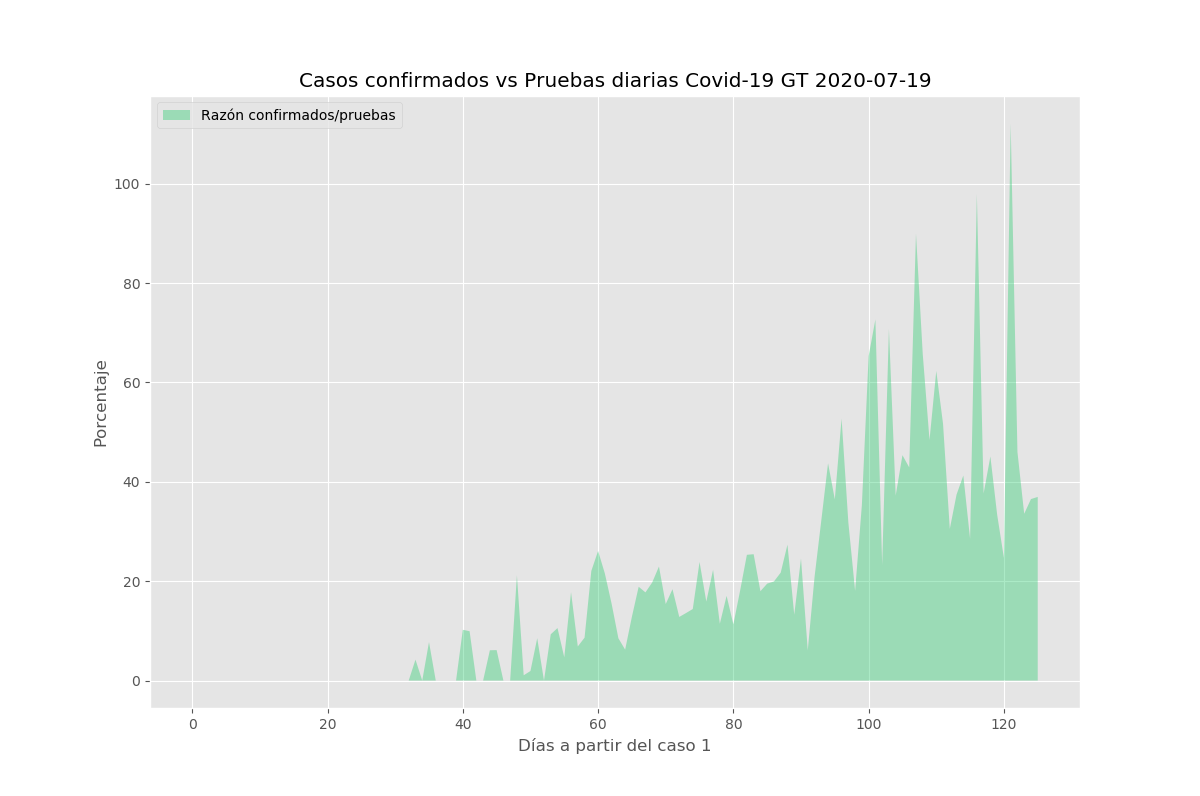 Casos confirmados vs Pruebas diarias Covid-19 GT 2020-07-19
Razón confirmados/pruebas
100
80
60
40
20
0
Porcentaje
0 20 40 60 80 100 120
Días a partir del caso 1